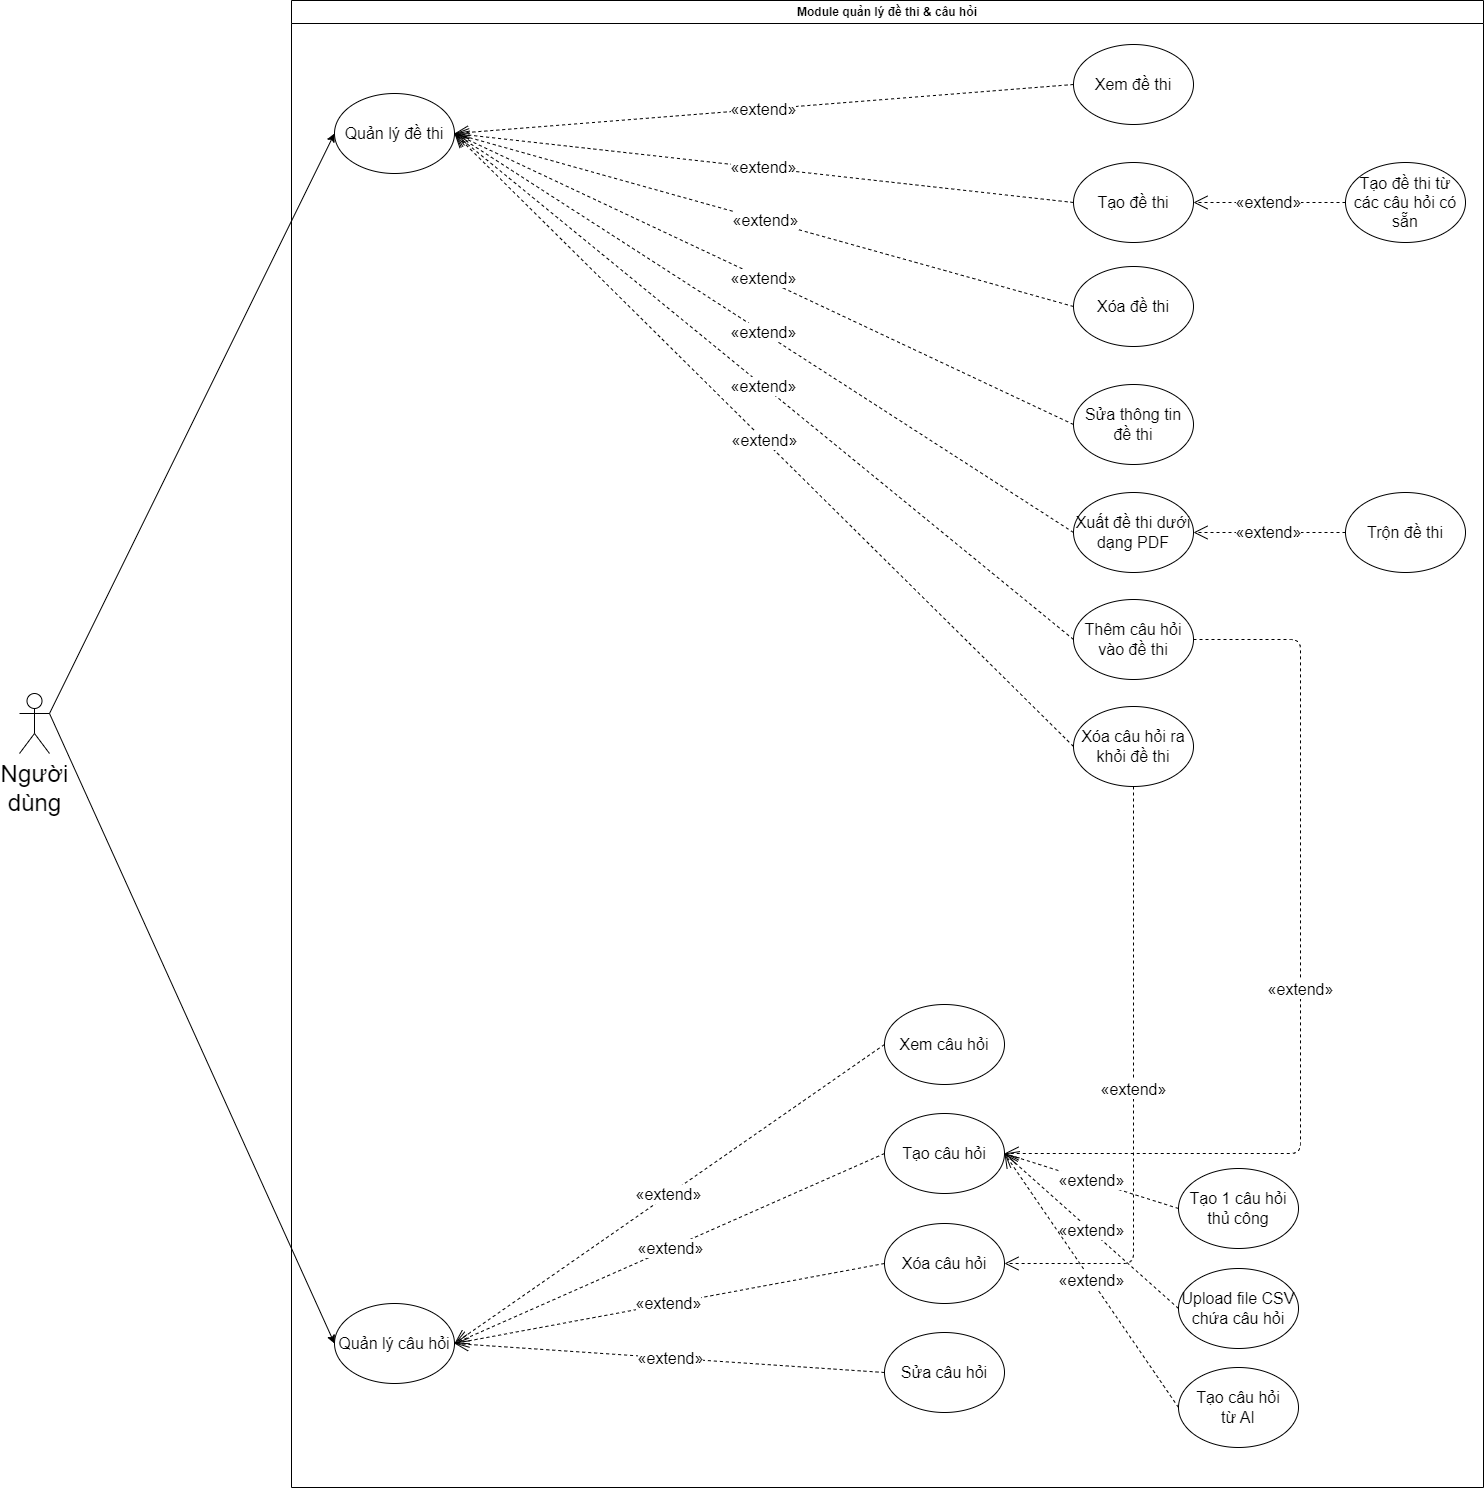 Module quản lý đề thi & câu hỏi
Xem đề thi
«extend»
Quản lý đề thi
«extend»
Tạo đề thi
«extend»
Tạo đề thi từ
các câu hỏi có
sẵn
«extend»
Xóa đề thi
«extend»
«extend»
Sửa thông tin
đề thi
«extend»
«extend»
Xuất đề thi dưới
dạng PDF
«extend»
Trộn đề thi
Thêm câu hỏi
vào đề thi
Xóa câu hỏi ra
khỏi đề thi
Người
dùng
«extend»
Xem câu hỏi
«extend»
Tạo câu hỏi
«extend»
«extend»
Tạo 1 câu hỏi
thủ công
«extend»
«extend»
Xóa câu hỏi
«extend»
«extend»
Upload file CSV
chứa câu hỏi
Quản lý câu hỏi
«extend»
Sửa câu hỏi
Tạo câu hỏi
từ AI